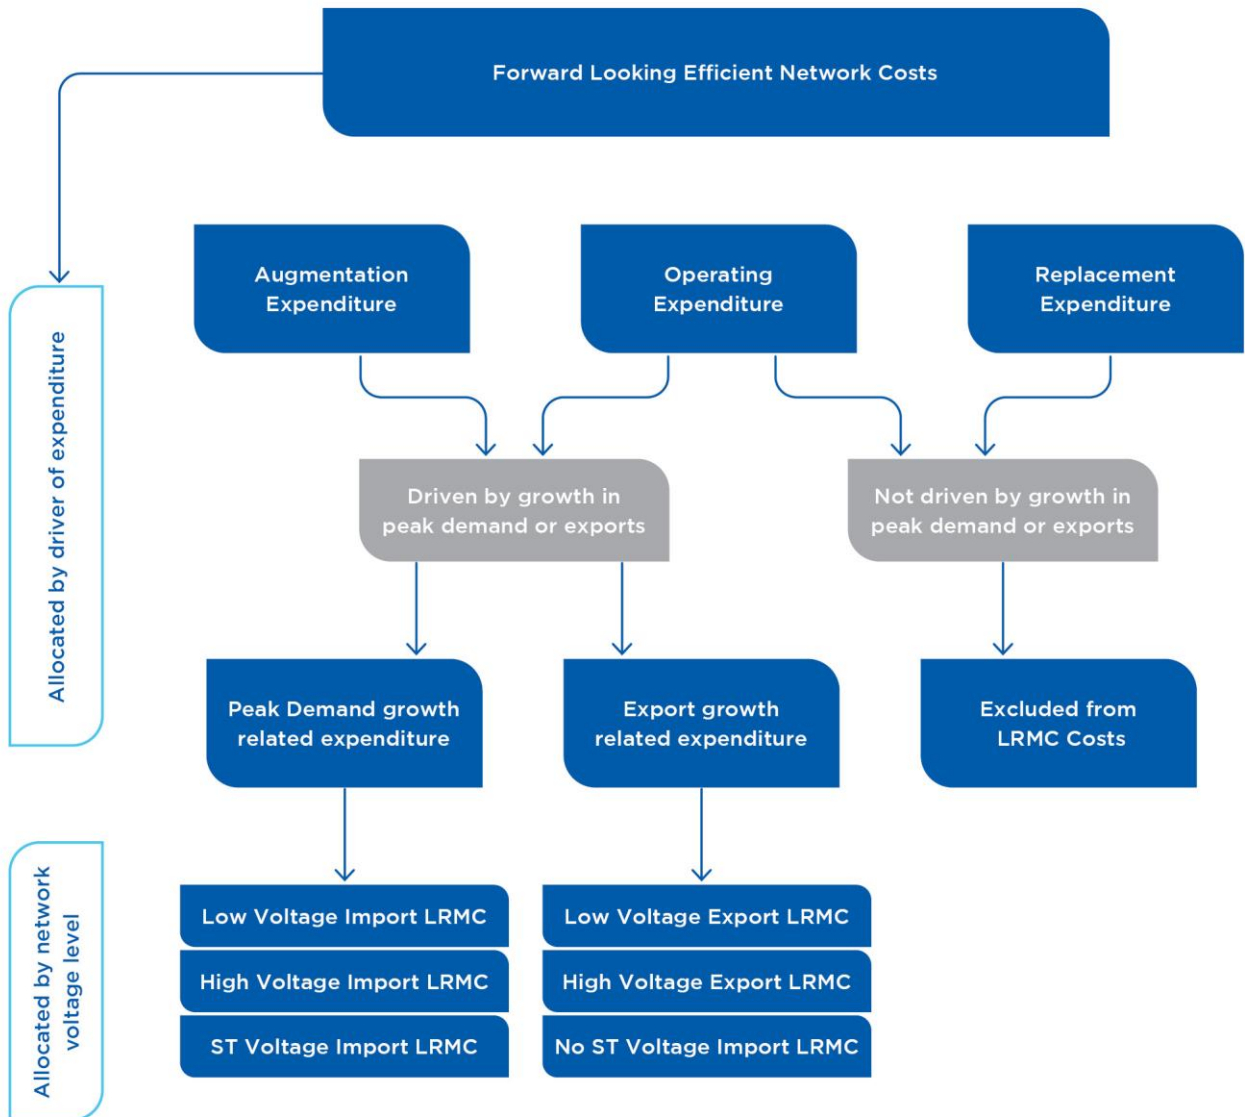 Forward Looking Efficient Network Costs
Allocated by driver of expenditure
Augmentation
Expenditure
Operating
Expenditure
Replacement
Expenditure
Driven by growth in
peak demand or exports
Not driven by growth in
peak demand or exports
Peak Demand growth
related expenditure
Export growth
related expenditure
Excluded from
LRMC Costs
Allocated by network
voltage level
Low Voltage Import LRMC
High Voltage Import LRMC
ST Voltage Import LRMC
Low Voltage Export LRMC
High Voltage Export LRMC
No ST Voltage Import LRMC